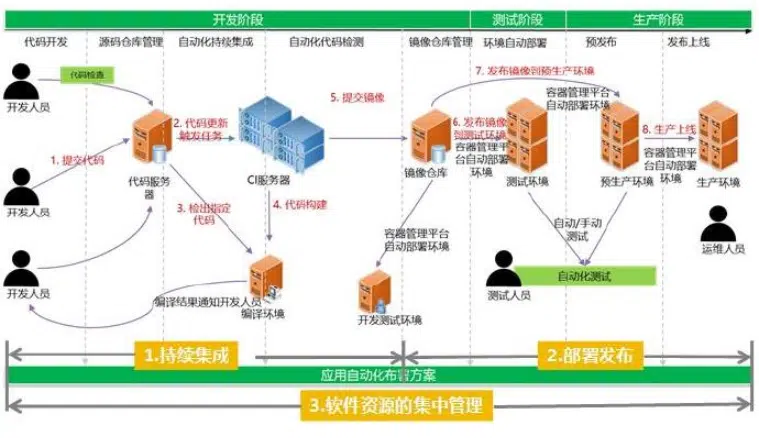 开发阶段
测试阶段
生产阶段
代码开发
源码仓库管理
自动化持续集成
自动化代码检测
镜像仓库管理
环境自动部署
预发布
发布上线
代码检查
开发人员
1. 提交代码
开发人员
开发人员
代码服务
器
2. 代码更新
触发任务
3. 检出指定
代码
CI服务器
4. 代码构建
5. 提交镜像
编译结果通知开发人员
编译环境
镜像仓库
容器管理平台
自动部署环境
开发测试环境
6. 发布镜像
到测试环境
容器管理平
台自动部署
环境
测试环境
7. 发布镜像到预生产环境
容器管理平台
自动部署环境
预生产环境
8. 生产上线
容器管理平
台自动部署
环境
生产环境
自动/手动
测试
自动化测试
测试人员
运维人员
1.持续集成
2.部署发布
应用自动化布署方案
3.软件资源的集中管理